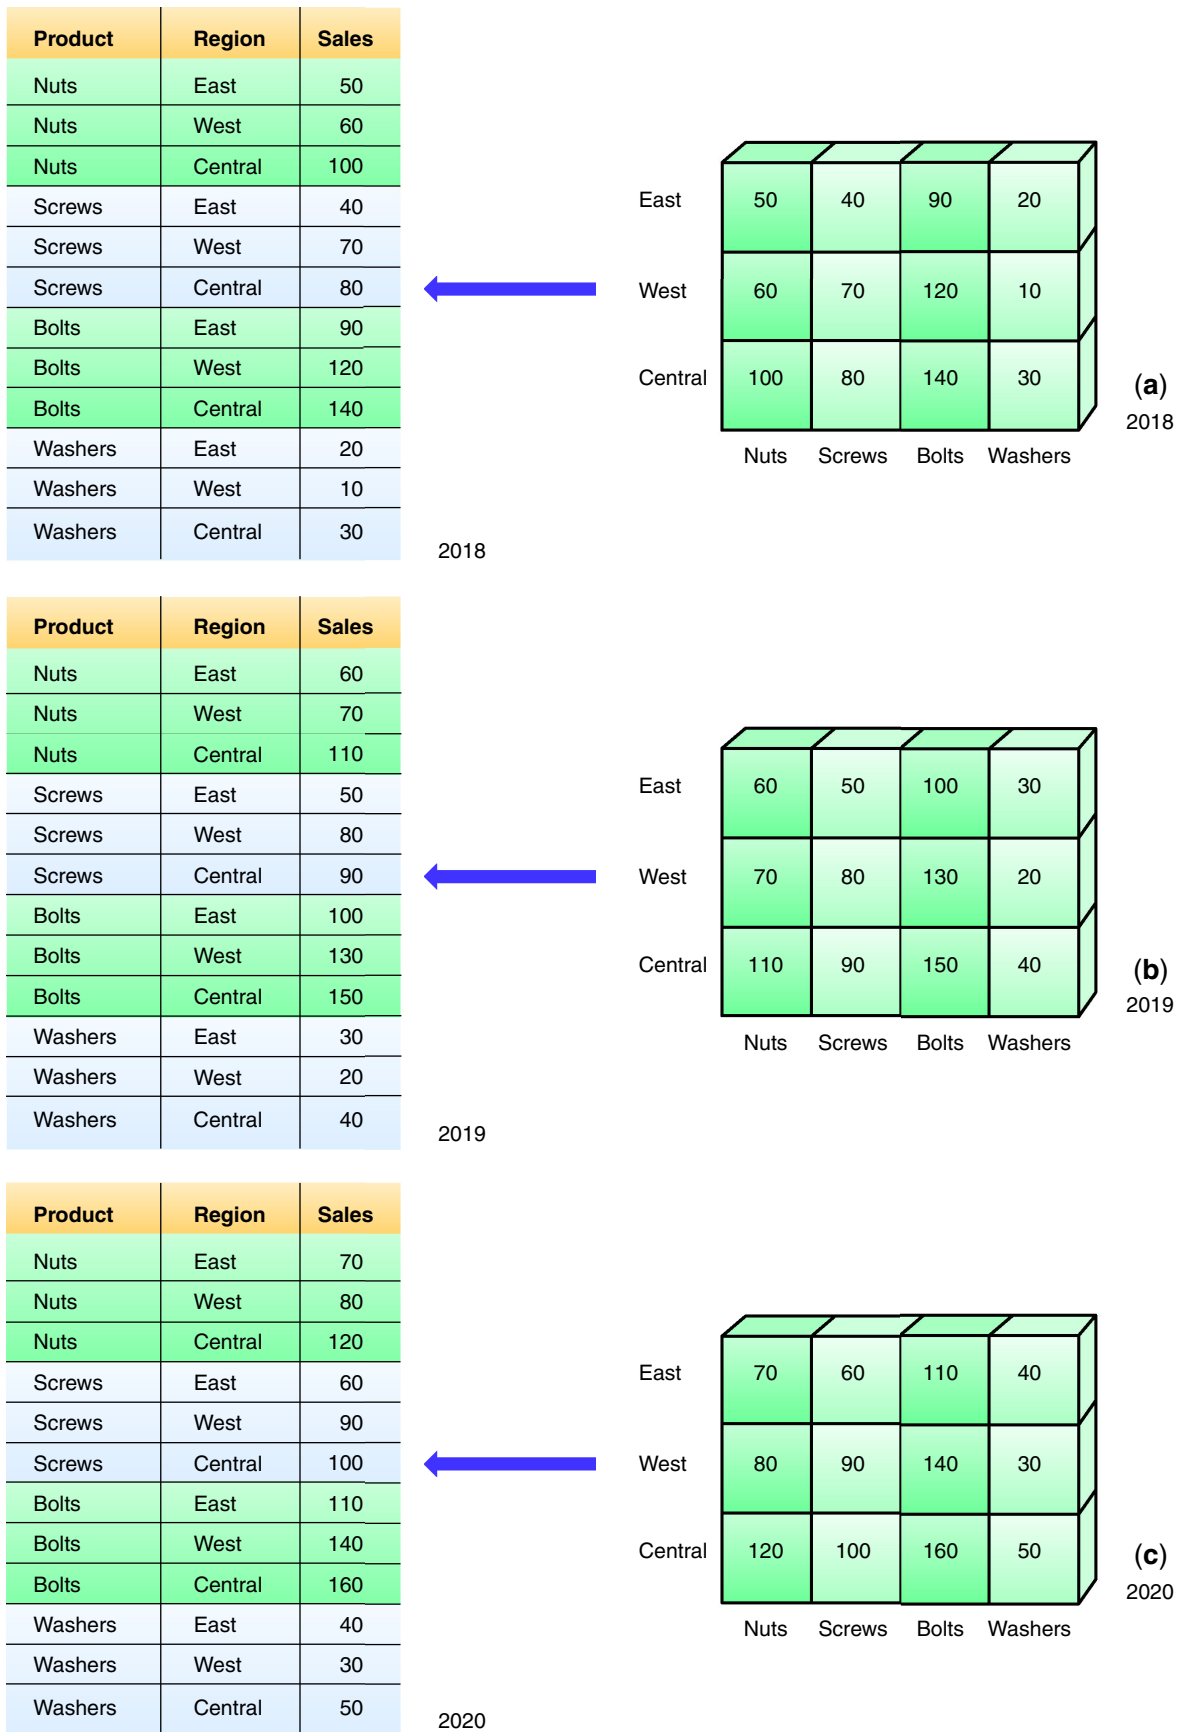 Product Region Sales
Nuts East 50
Nuts West 60
Nuts Central 100
Screws East 40
Screws West 70
Screws Central 80
Bolts East 90
Bolts West 120
Bolts Central 140
Washers East 20
Washers West 10
Washers Central 30
2018
East 50 40 90 20
West 60 70 120 10
Central 100 80 140 30
Nuts Screws Bolts Washers
(a)
2018
Product Region Sales
Nuts East 60
Nuts West 70
Nuts Central 110
Screws East 50
Screws West 80
Screws Central 90
Bolts East 100
Bolts West 130
Bolts Central 150
Washers East 30
Washers West 20
Washers Central 40
2019
East 60 50 100 30
West 70 80 130 20
Central 110 90 150 40
Nuts Screws Bolts Washers
(b)
2019
Product Region Sales
Nuts East 70
Nuts West 80
Nuts Central 120
Screws East 60
Screws West 90
Screws Central 100
Bolts East 110
Bolts West 140
Bolts Central 160
Washers East 40
Washers West 30
Washers Central 50
2020
East 70 60 110 40
West 80 90 140 30
Central 120 100 160 50
Nuts Screws Bolts Washers
(c)
2020